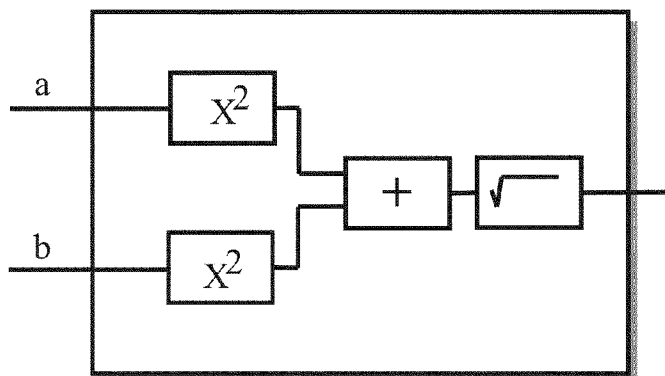 a
X²
+
√
b
X²